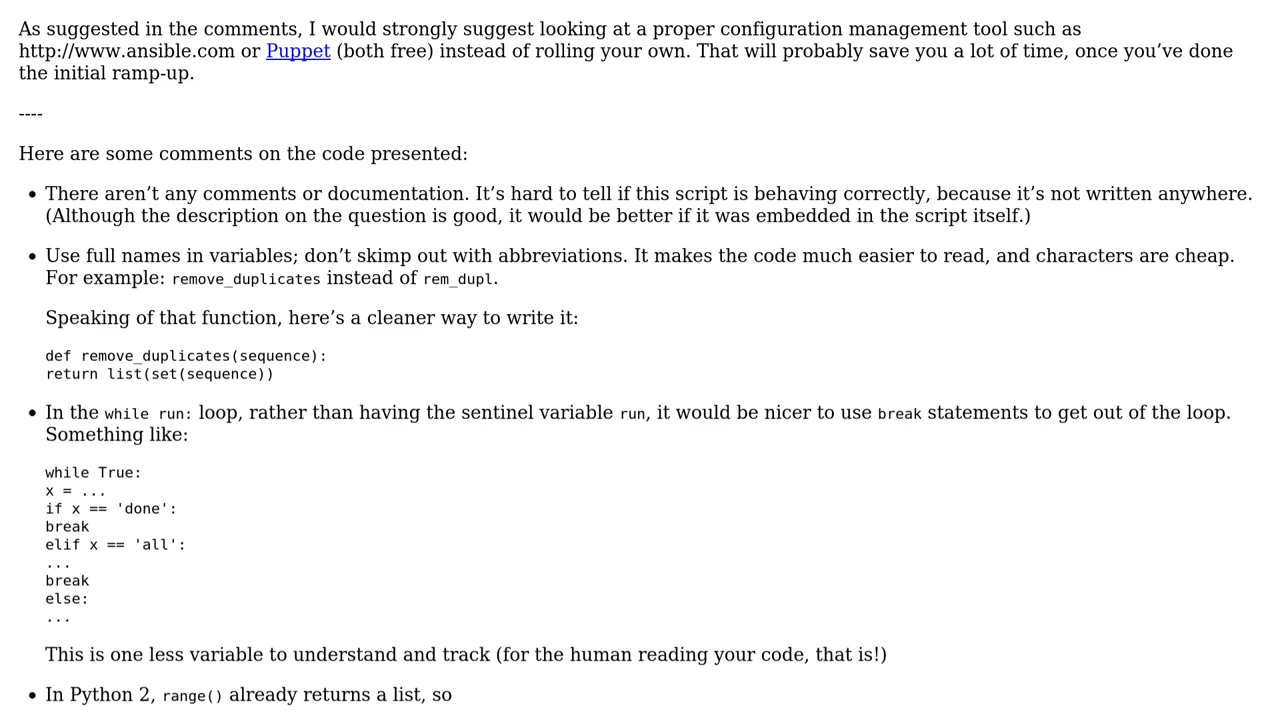 As suggested in the comments, I would strongly suggest looking at a proper configuration management tool such as
http://www.ansible.com or Puppet (both free) instead of rolling your own. That will probably save you a lot of time, once you’ve done
the initial ramp-up.
----
Here are some comments on the code presented:
• There aren’t any comments or documentation. It’s hard to tell if this script is behaving correctly, because it’s not written anywhere.
(Although the description on the question is good, it would be better if it was embedded in the script itself.)
• Use full names in variables; don’t skimp out with abbreviations. It makes the code much easier to read, and characters are cheap.
For example: remove_duplicates instead of rem_dupl.
Speaking of that function, here’s a cleaner way to write it:
def remove_duplicates(sequence):
return list(set(sequence))
• In the while run: loop, rather than having the sentinel variable run, it would be nicer to use break statements to get out of the loop.
Something like:
while True:
x = ...
if x == 'done':
break
elif x == 'all':
...
break
else:
...
This is one less variable to understand and track (for the human reading your code, that is!)
• In Python 2, range() already returns a list, so